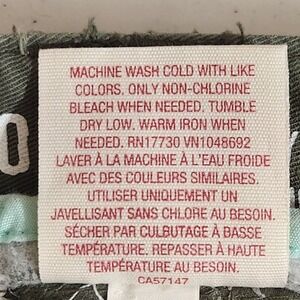 MACHINE WASH COLD WITH LIKE
COLORS. ONLY NON-CHLORINE
BLEACH WHEN NEEDED. TUMBLE
DRY LOW. WARM IRON WHEN
NEEDED. RN17730 VN1048692
LAVER À LA MACHINE À L'EAU FROIDE
AVEC DES COULEURS SIMILAIRES.
UTILISER UNIQUEMENT UN
JAVELLISANT SANS CHLORE AU BESOIN.
SÉCHER PAR CULBUTAGE À BASSE
TEMPÉRATURE. REPASSER À HAUTE
TEMPÉRATURE AU BESOIN.
CA57147